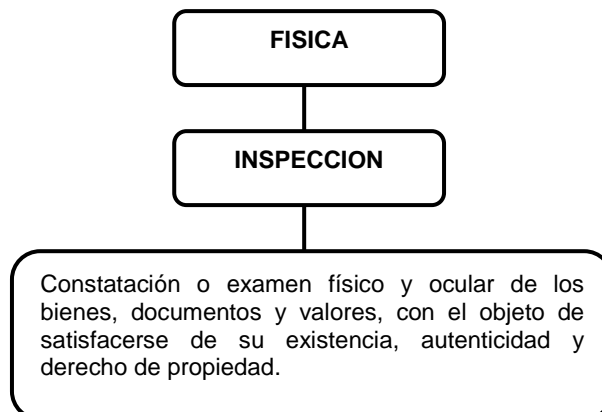 FISICA
INSPECCION
Constatación o examen físico y ocular de los
bienes, documentos y valores, con el objeto de
satisfacerse de su existencia, autenticidad y
derecho de propiedad.